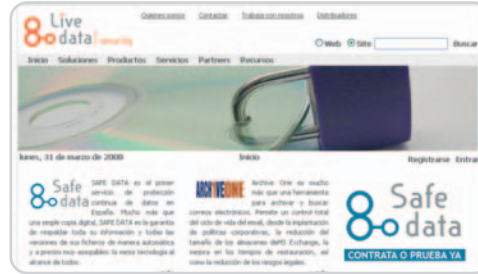 Live
data
Quienes somos Contactar Trabaja con nosotros Distribuidores
Web Site Buscar
Inicio Soluciones Productos Servicios Partners Recursos
lunes, 31 de marzo de 2008 Inicio Registrarse Entrar
Safe
data
SAFE DATA es el primer
servicio de protección
continua de datos en
España. Mucho más que
una simple copia digital, SAFE DATA es la garantía
de respaldar toda su información y todas las
versiones de sus ficheros de manera automática
y a precio muy asequible: la mejor tecnología al
alcance de todos.
ARCHIVEONE
Archive One es mucho
más que una herramienta
para archivar y buscar
correos electrónicos. Permite un control total
del ciclo de vida del email, desde la implantación
de políticas corporativas, la reducción del
tamaño de los almacenes de MS Exchange, la
mejora en los tiempos de restauración, así
como la reducción de los riesgos legales.
Safe
data
CONTRATA O PRUEBA YA